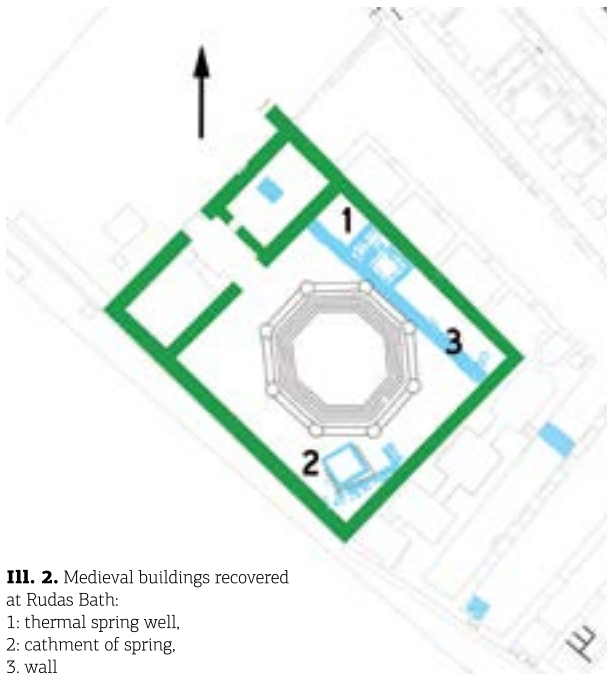 1
3
2
Ill. 2. Medieval buildings recovered
at Rudas Bath:
1: thermal spring well,
2: cathment of spring,
3. wall